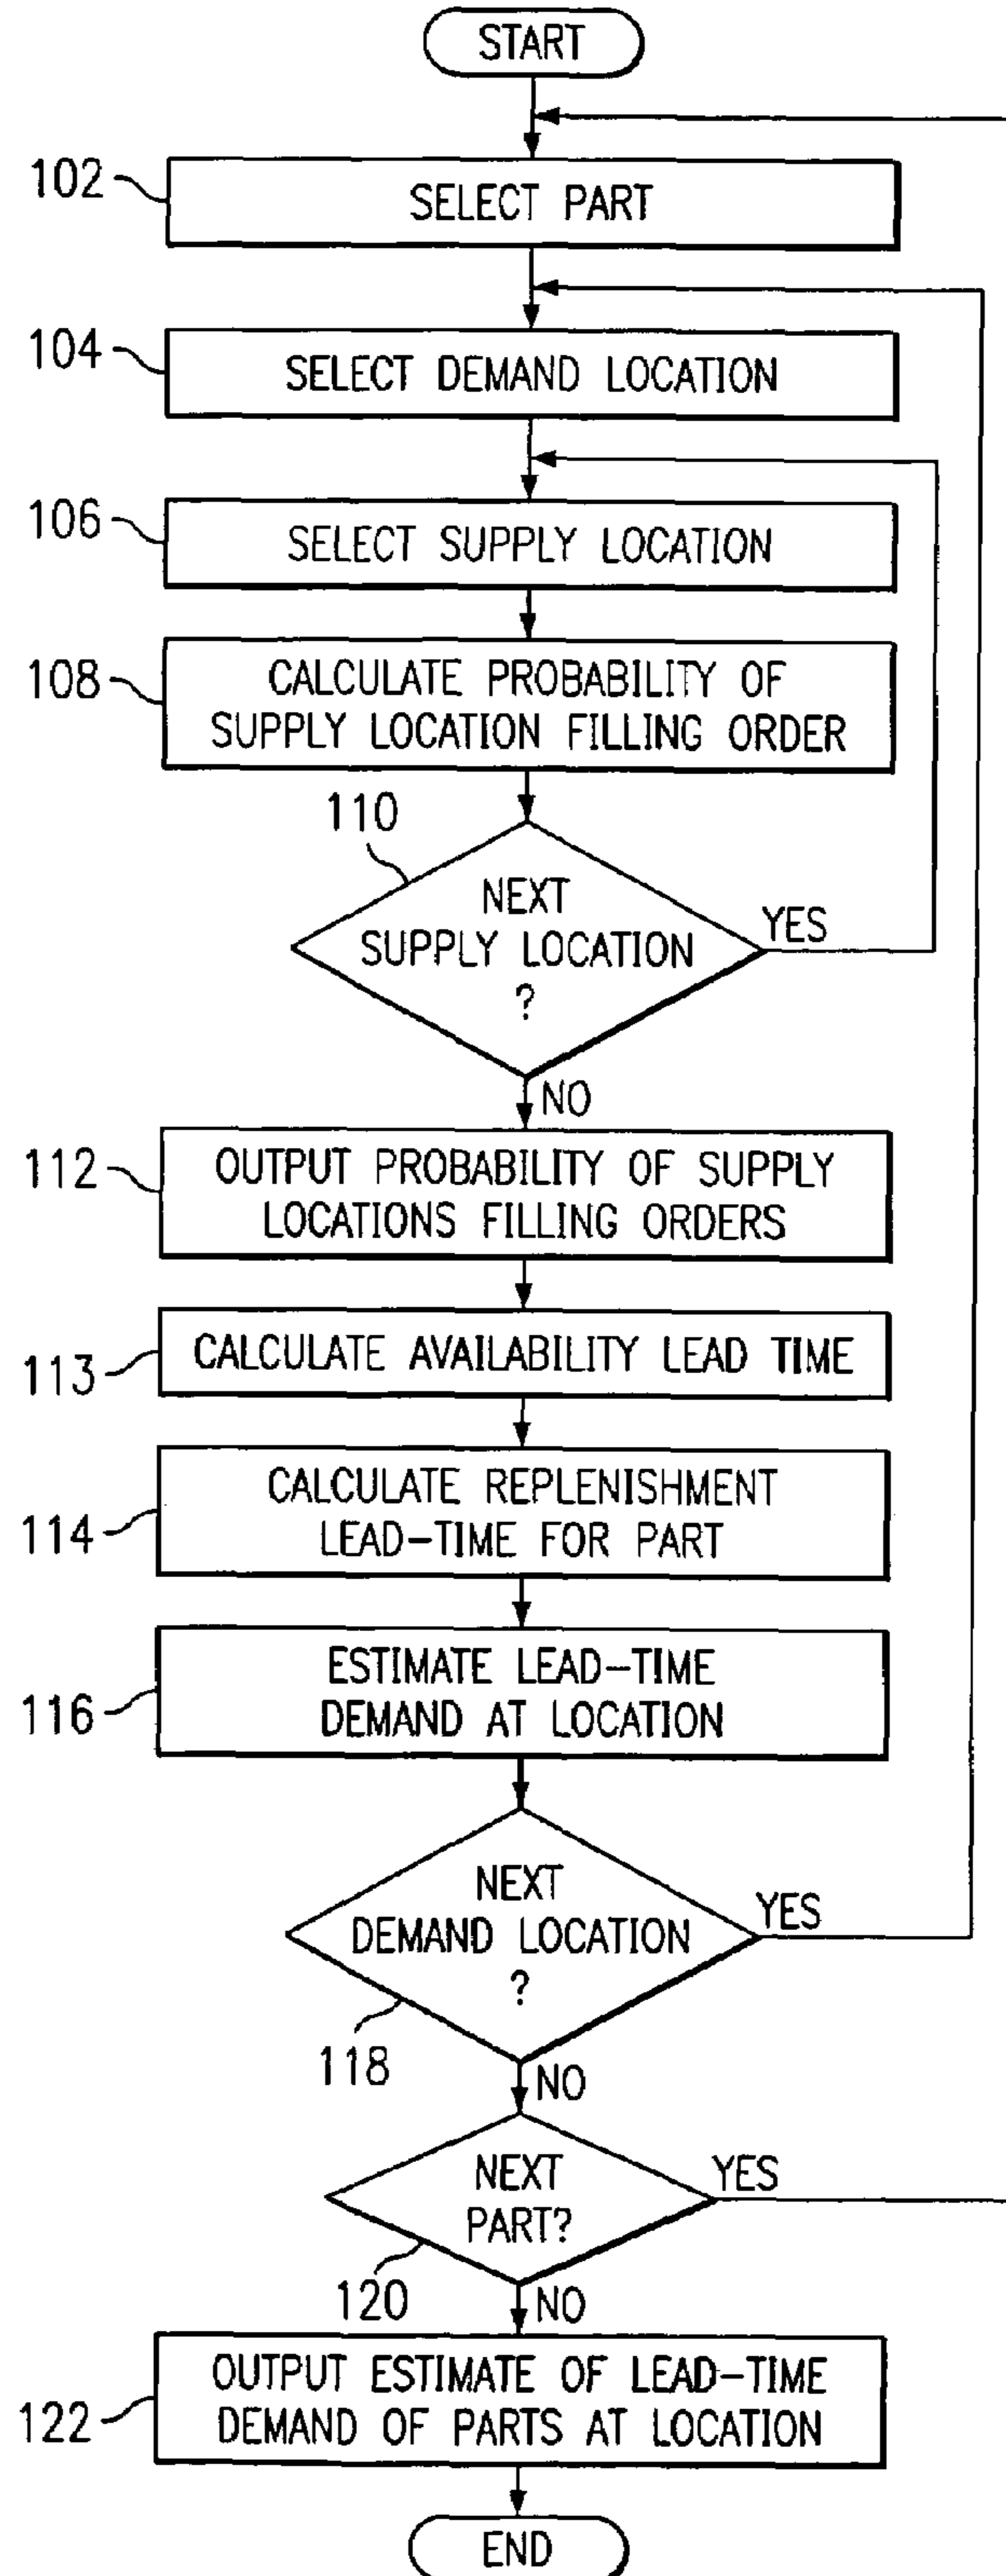 START
102
SELECT PART
104
SELECT DEMAND LOCATION
106
SELECT SUPPLY LOCATION
108
CALCULATE PROBABILITY OF
SUPPLY LOCATION FILLING ORDER
110
NEXT
SUPPLY LOCATION
?
YES
NO
112
OUTPUT PROBABILITY OF SUPPLY
LOCATIONS FILLING ORDERS
113
CALCULATE AVAILABILITY LEAD TIME
114
CALCULATE REPLENISHMENT
LEAD-TIME FOR PART
116
ESTIMATE LEAD-TIME
DEMAND AT LOCATION
NEXT
DEMAND LOCATION
?
YES
118
NO
NEXT
PART?
YES
120
NO
122
OUTPUT ESTIMATE OF LEAD-TIME
DEMAND OF PARTS AT LOCATION
END